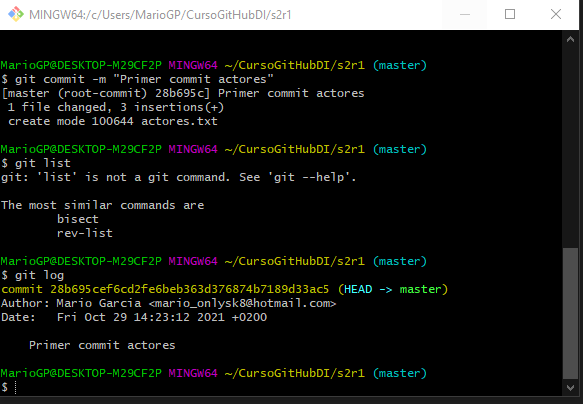 MINGW64:/c/Users/MarioGP/CursoGitHubDI/s2r1
MarioGP@DESKTOP-M29CF2P MINGW64 ~/CursoGitHubDI/s2r1 (master)
$ git commit -m "Primer commit actores"
[master (root-commit) 28b695c] Primer commit actores
 1 file changed, 3 insertions(+)
 create mode 100644 actores.txt
MarioGP@DESKTOP-M29CF2P MINGW64 ~/CursoGitHubDI/s2r1 (master)
$ git list
git: 'list' is not a git command. See 'git --help'.
The most similar commands are
        bisect
        rev-list
MarioGP@DESKTOP-M29CF2P MINGW64 ~/CursoGitHubDI/s2r1 (master)
$ git log
commit 28b695cef6cd2fe6beb363d376874b7189d33ac5 (HEAD -> master)
Author: Mario Garcia <mario_onlysk8@hotmail.com>
Date:   Fri Oct 29 14:23:12 2021 +0200
    Primer commit actores
MarioGP@DESKTOP-M29CF2P MINGW64 ~/CursoGitHubDI/s2r1 (master)
$